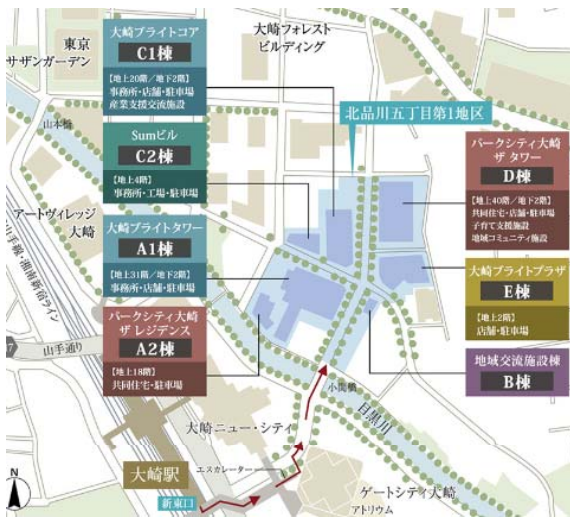 大崎ブライトコア
C1棟
【地上20階／地下2階】
事務所・店舗・駐車場
産業支援交流施設
大崎フォレスト
ビルディング
東京
サザンガーデン
北品川五丁目第1地区
山本橋
Sumビル
C2棟
【地上4階】
事務所・工場・駐車場
パークシティ大崎
ザ タワー
D棟
【地上40階／地下2階】
共同住宅・店舗・駐車場
子育て支援施設
地域コミュニティ施設
アートヴィレッジ
大崎
大崎ブライトタワー
A1棟
【地上31階／地下2階】
事務所・店舗・駐車場
大崎ブライトプラザ
E棟
【地上2階】
店舗・駐車場
山手線・湘南新宿ライン
パークシティ大崎
ザ レジデンス
A2棟
【地上18階】
共同住宅・駐車場
地域交流施設棟
B棟
山手通り
小関橋
目黒川
大崎ニュー・シティ
エスカレーター
大崎駅
新東口
ゲートシティ大崎
アトリウム
N